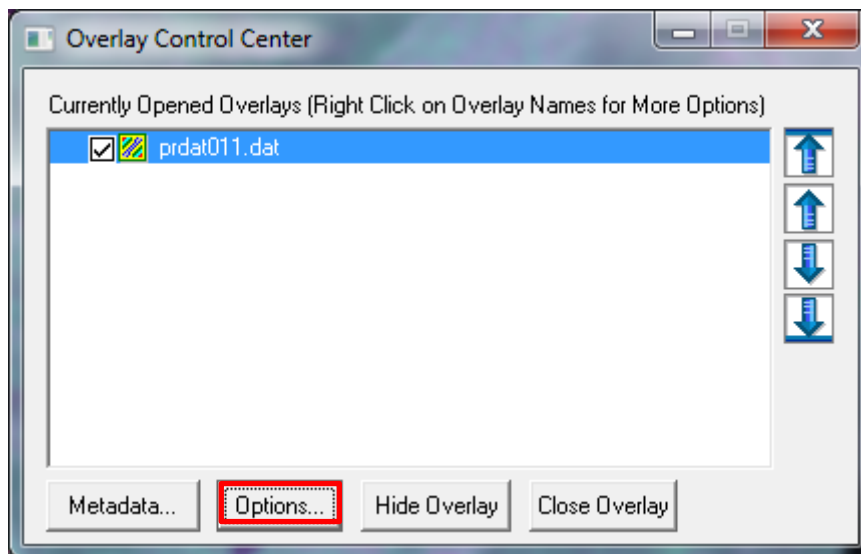 Overlay Control Center
Currently Opened Overlays (Right Click on Overlay Names for More Options)
prdat011.dat
Metadata... Options... Hide Overlay Close Overlay